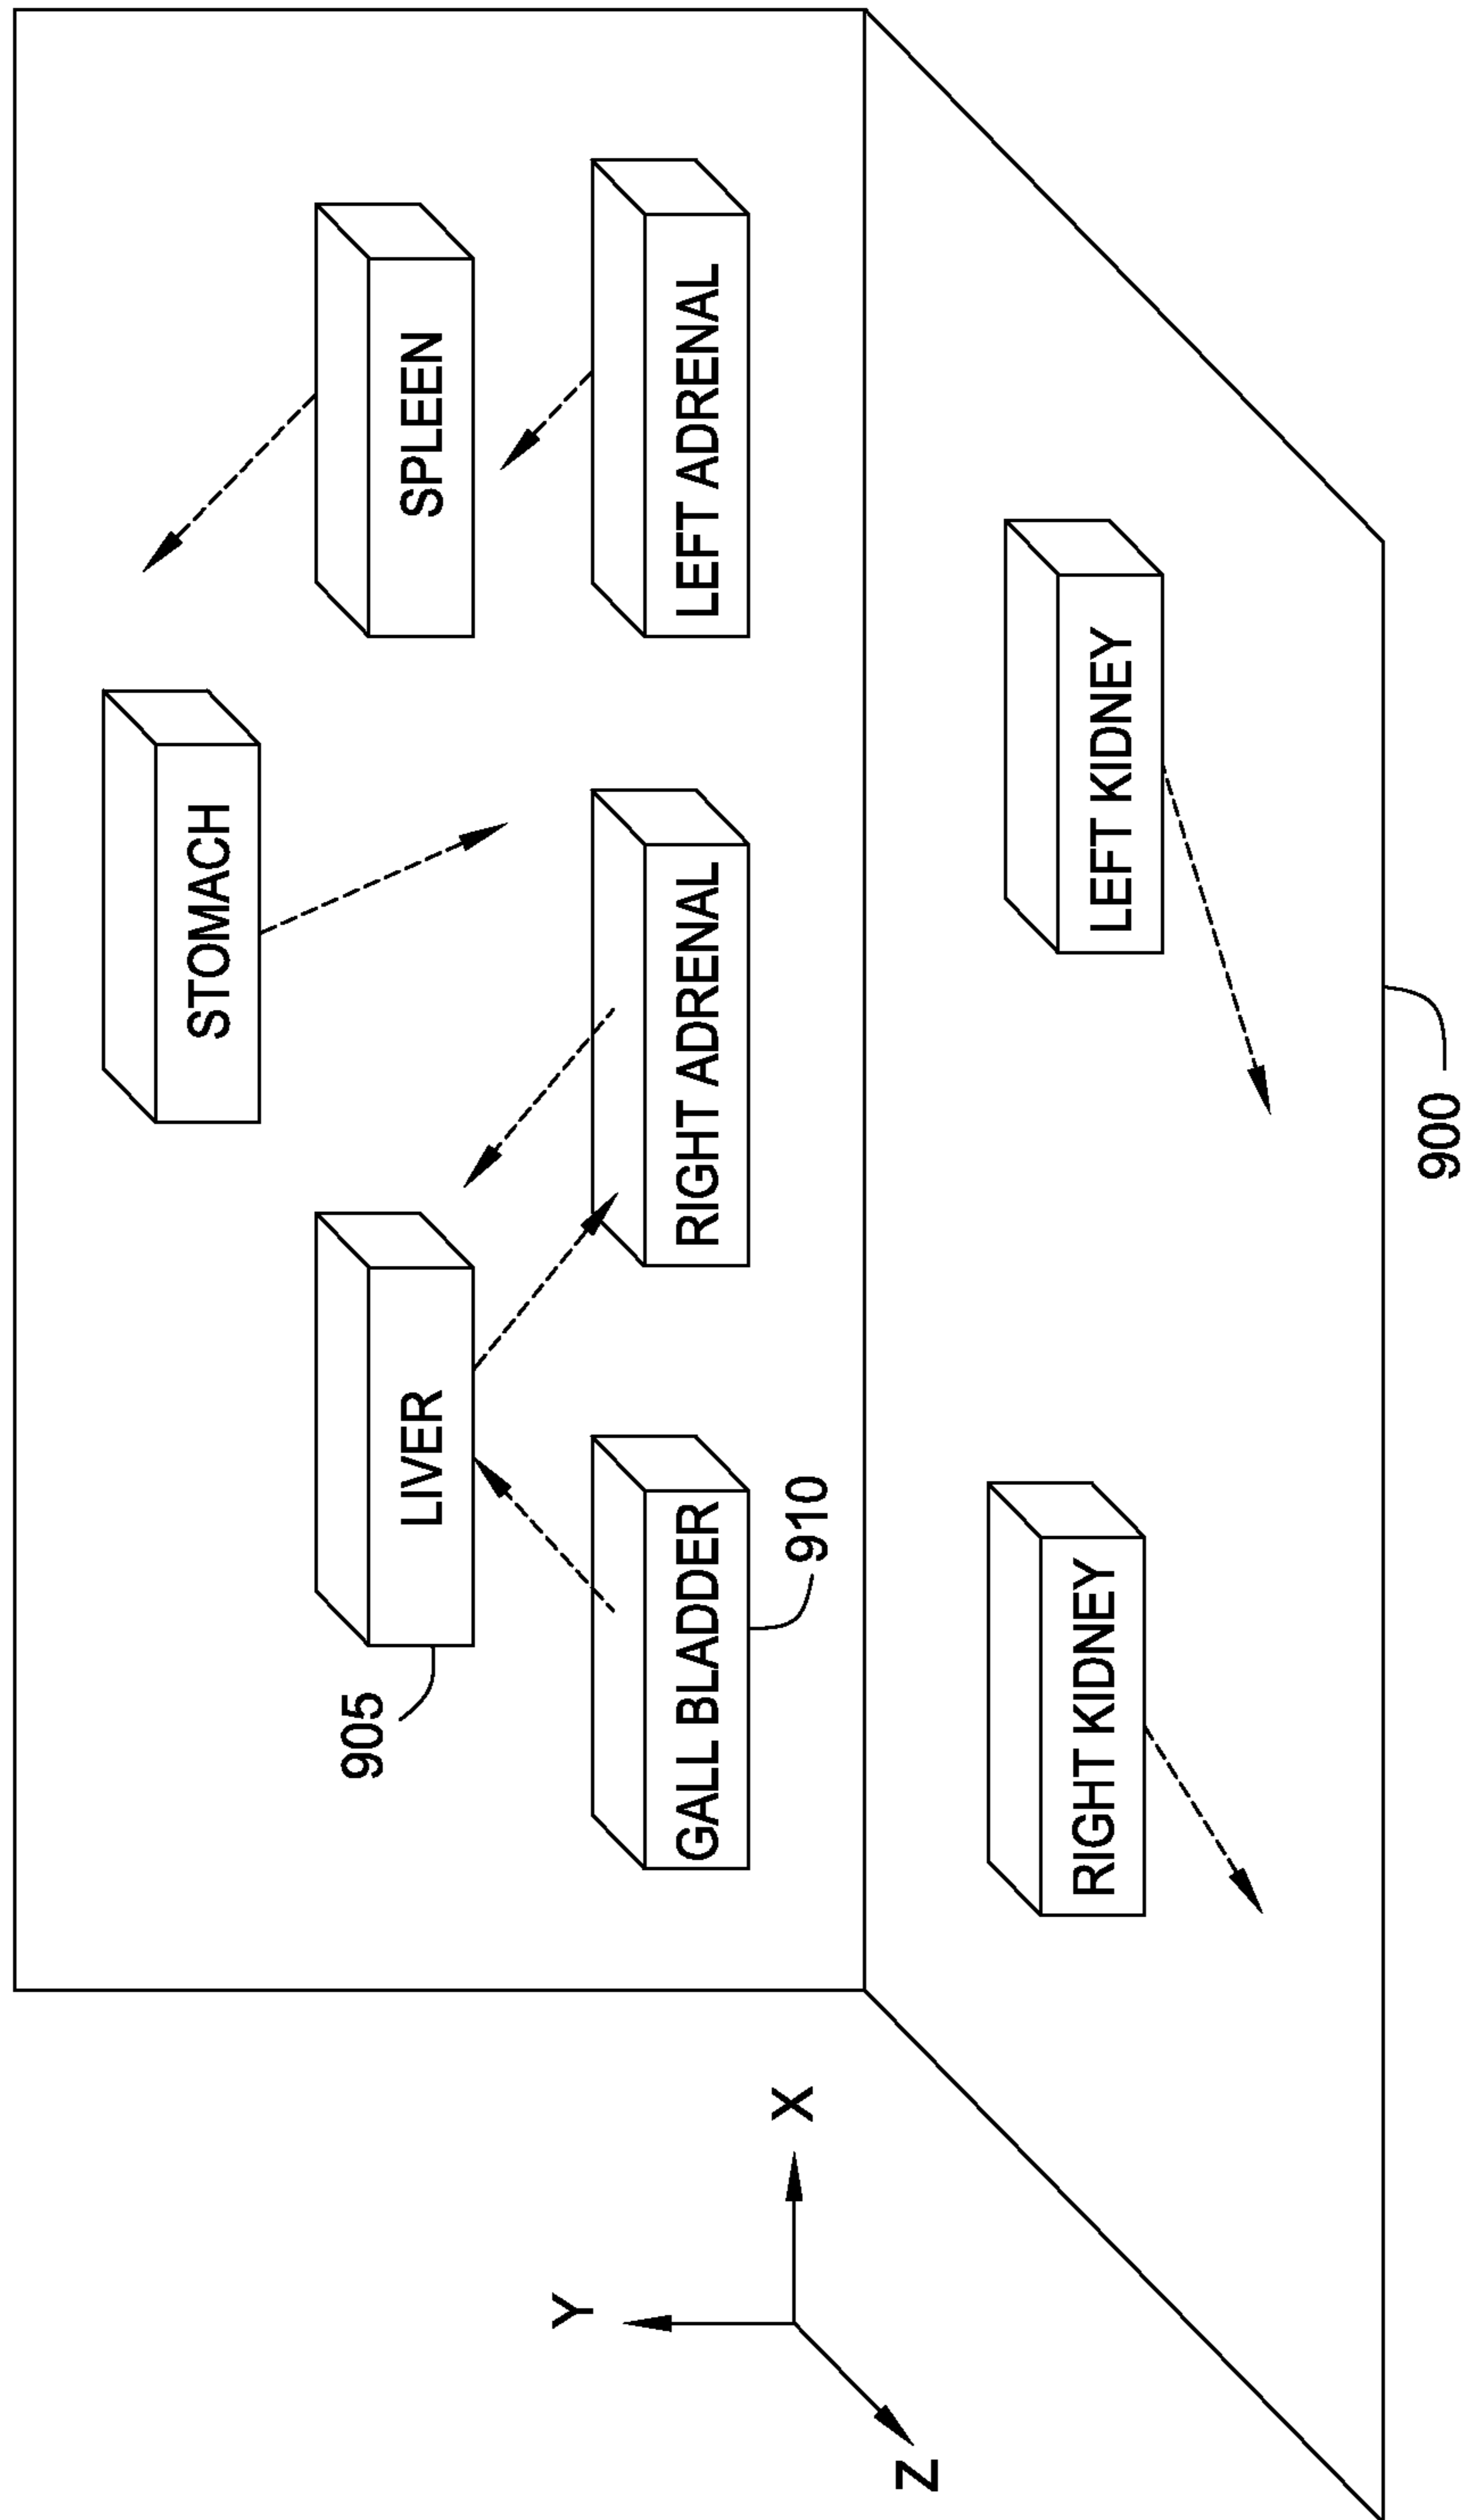 STOMACH
LIVER
SPLEEN
905
GALL BLADDER
RIGHT ADRENAL
LEFT ADRENAL
910
Y
X
Z
RIGHT KIDNEY
LEFT KIDNEY
900